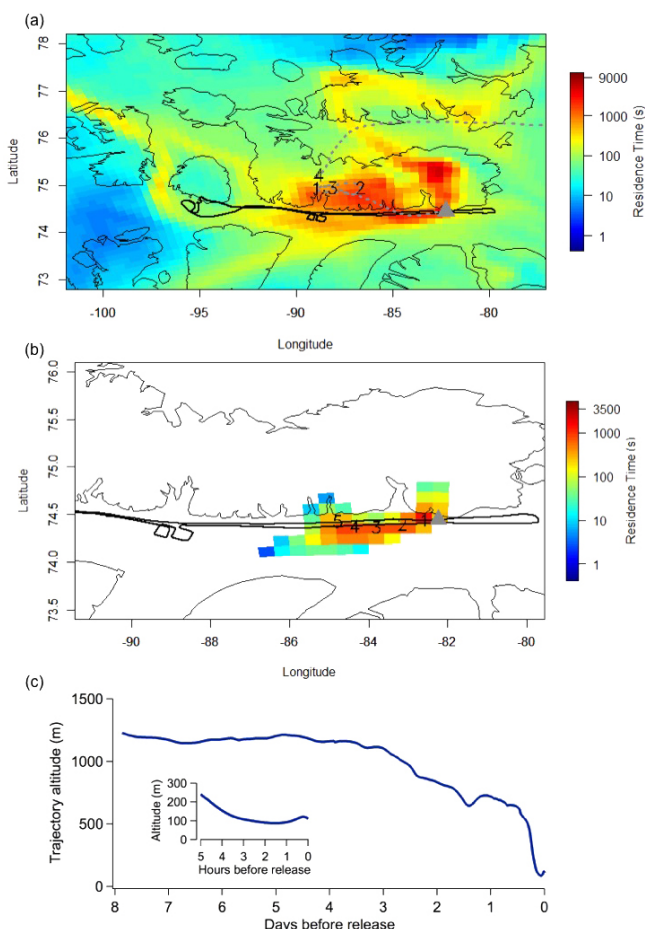 (a)
78
77
76
75
74
73
Latitude
4
1 3 2
-100 -95 -90 -85 -80
Longitude
9000
1000
100
10
1
Residence Time (s)
(b)
76.0
75.5
75.0
74.5
74.0
73.5
Latitude
5 4 3 2 1
-90 -88 -86 -84 -82 -80
Longitude
3500
1000
100
10
1
Residence Time (s)
(c)
1500
1000
500
0
Trajectory altitude (m)
300
200
100
0
Altitude (m)
5 4 3 2 1 0
Hours before release
8 7 6 5 4 3 2 1 0
Days before release